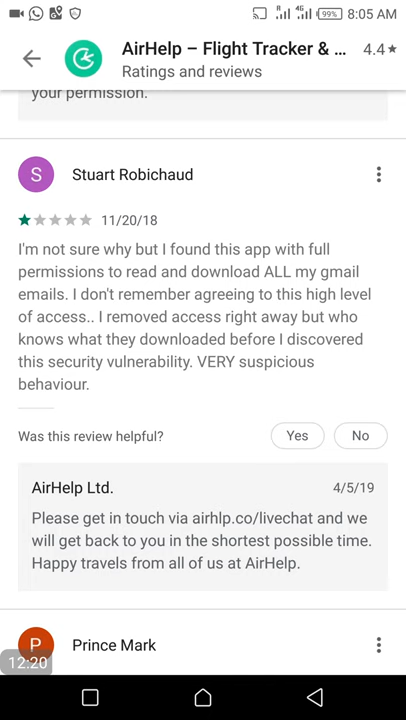 99%
8:05 AM
AirHelp – Flight Tracker & ...
4.4★
Ratings and reviews
your permission.
S
Stuart Robichaud
11/20/18
I'm not sure why but I found this app with full
permissions to read and download ALL my gmail
emails. I don't remember agreeing to this high level
of access.. I removed access right away but who
knows what they downloaded before I discovered
this security vulnerability. VERY suspicious
behaviour.
Was this review helpful?
Yes
No
AirHelp Ltd.
4/5/19
Please get in touch via airhlp.co/livechat and we
will get back to you in the shortest possible time.
Happy travels from all of us at AirHelp.
P
Prince Mark
12:20